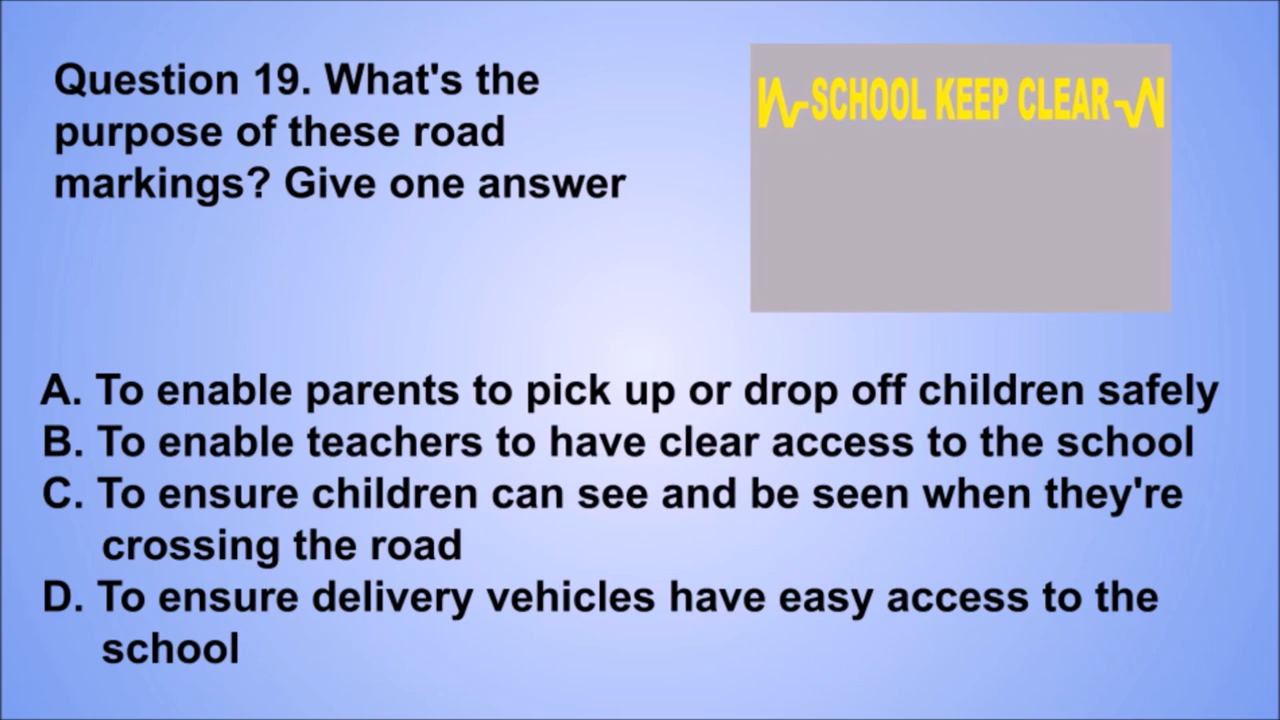 Question 19. What's the
purpose of these road
markings? Give one answer
SCHOOL KEEP CLEAR
A. To enable parents to pick up or drop off children safely
B. To enable teachers to have clear access to the school
C. To ensure children can see and be seen when they're
crossing the road
D. To ensure delivery vehicles have easy access to the
school